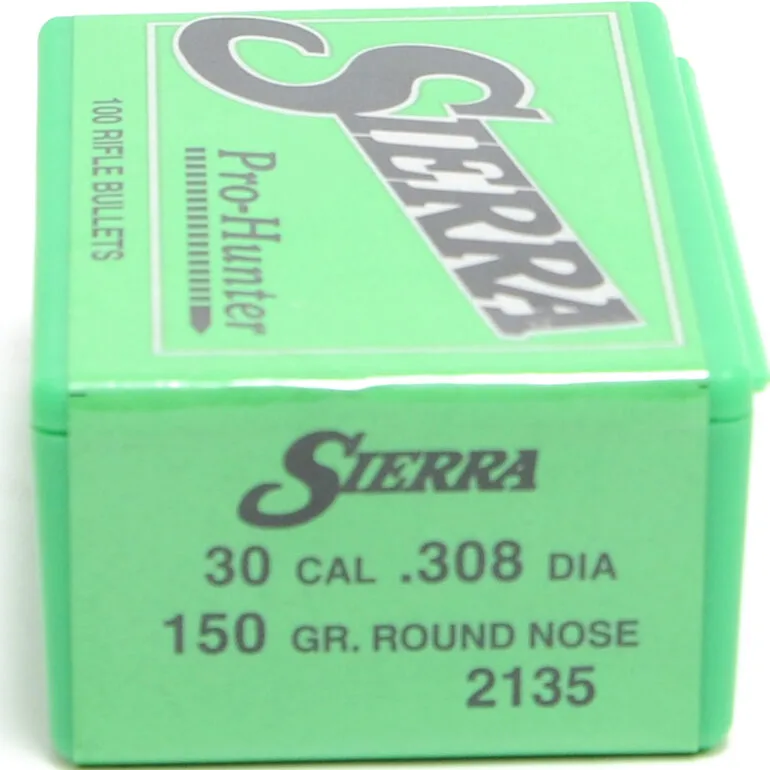 SIERRA
Pro-Hunter
100 RIFLE BULLETS
SIERRA
30 CAL .308 DIA
150 GR. ROUND NOSE
2135